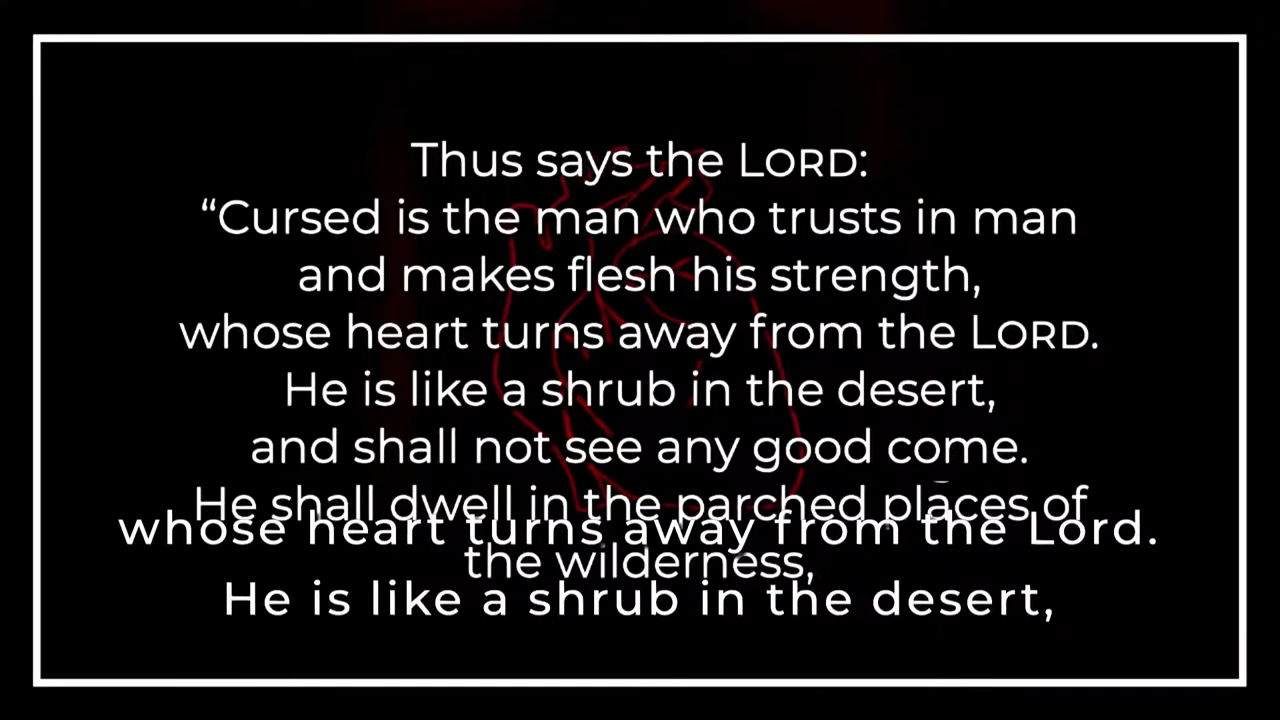 Thus says the LORD:
“Cursed is the man who trusts in man
and makes flesh his strength,
whose heart turns away from the LORD.
He is like a shrub in the desert,
and shall not see any good come.
He shall dwell in the parched places of
whose heart turns away from the Lord.
the wilderness,
He is like a shrub in the desert,